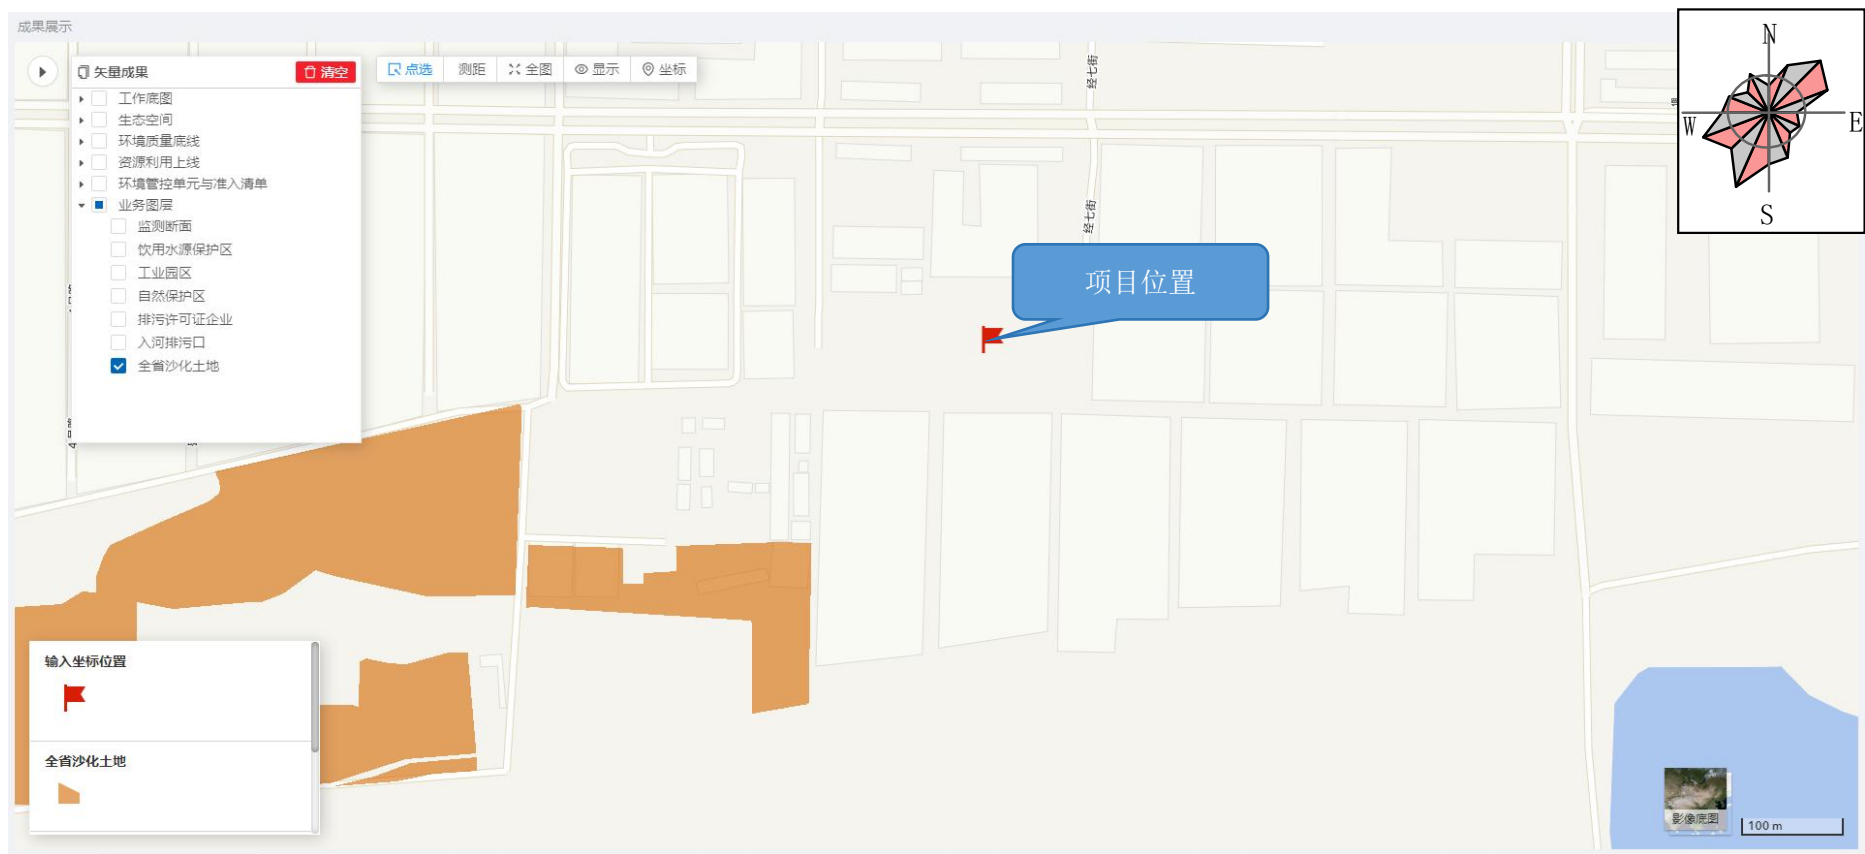 成果展示
矢量成果
清空
工作底图
生态空间
环境质量底线
资源利用上线
环境管控单元与准入清单
业务图层
监测断面
饮用水源保护区
工业园区
自然保护区
排污许可证企业
入河排污口
全省沙化土地
点选 测距 全图 显示 坐标
经七街
经七街
项目位置
N
W
E
S
输入坐标位置
全省沙化土地
影像底图
100 m